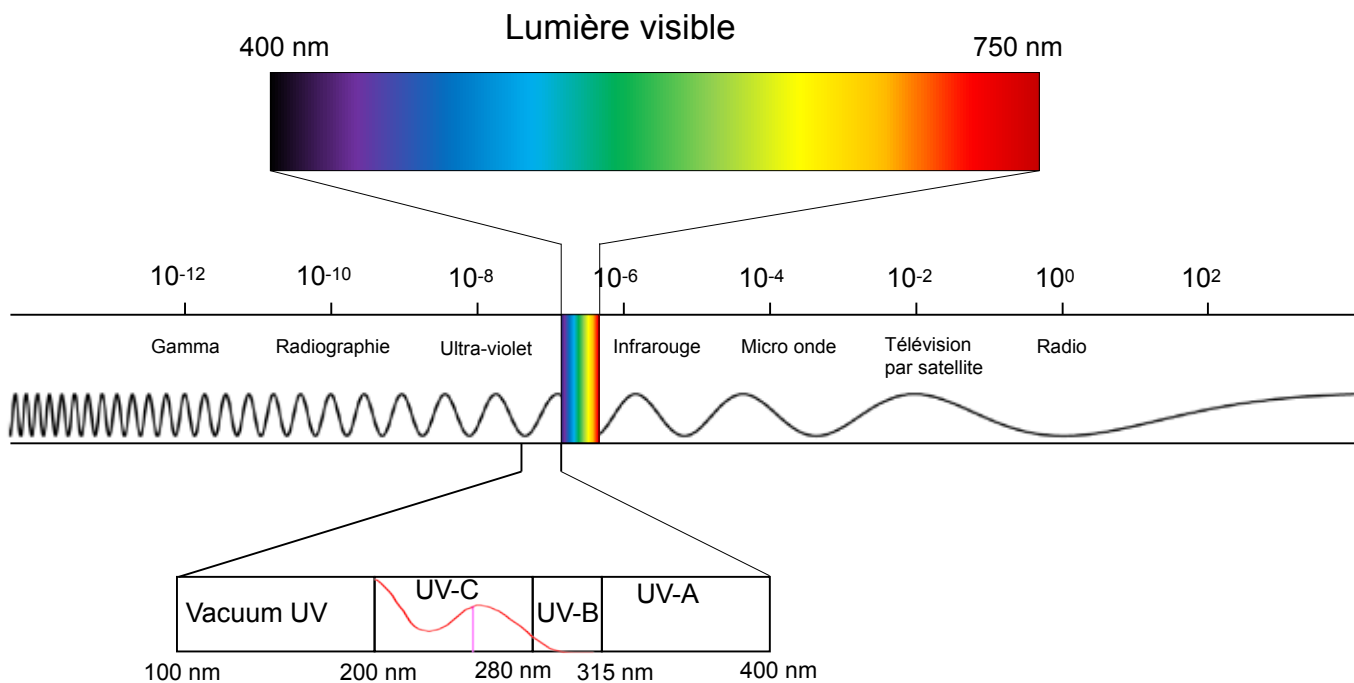 Lumière visible
400 nm 750 nm
10-12 10-10 10-8 10-6 10-4 10-2 100 102
Gamma Radiographie Ultra-violet Infrarouge Micro onde Télévision par satellite Radio
UV-C UV-A
Vacuum UV UV-B
100 nm 200 nm 280 nm 315 nm 400 nm